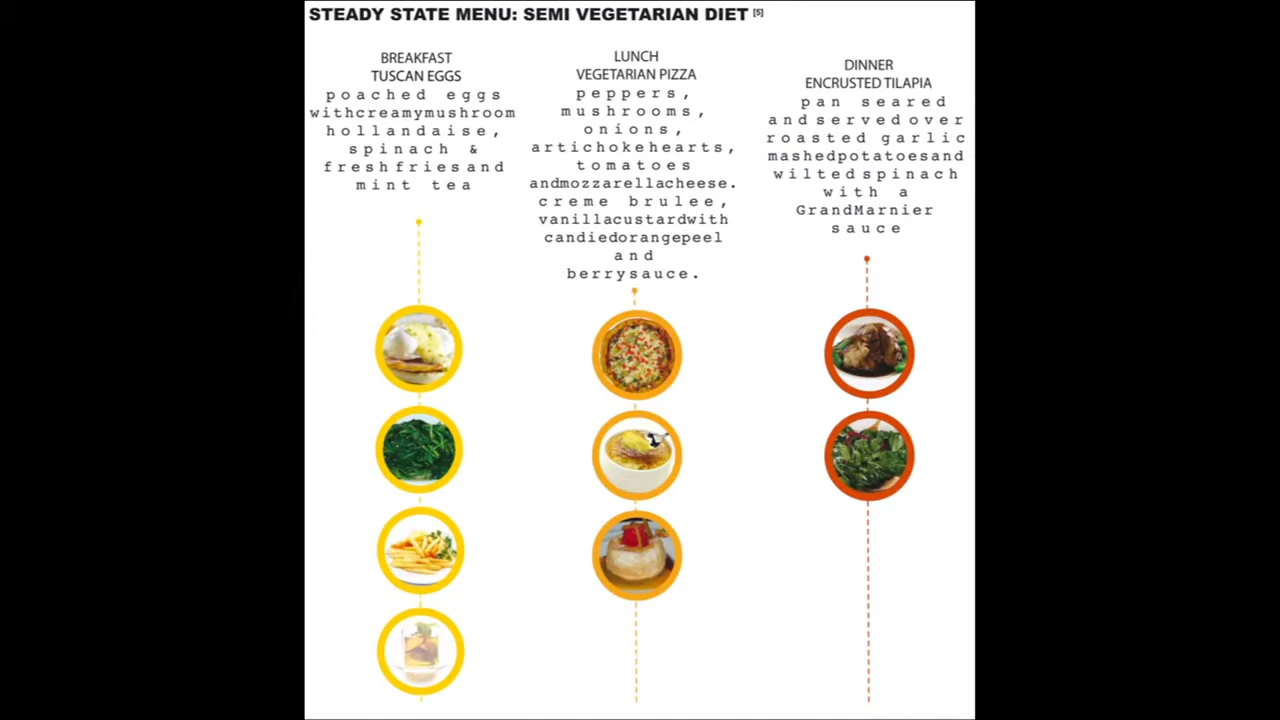 STEADY STATE MENU: SEMI VEGETARIAN DIET [5]
BREAKFAST
TUSCAN EGGS
poached eggs
withcreamymushroom
hollandaise,
spinach &
freshfriesand
mint tea
LUNCH
VEGETARIAN PIZZA
peppers,
mushrooms,
onions,
artichokehearts,
tomatoes
andmozzarellacheese.
creme brulee,
vanillacustardwith
candiedorangepeel
and
berrysauce.
DINNER
ENCRUSTED TILAPIA
pan seared
andservedover
roasted garlic
mashedpotatoesand
wiltedspinach
with a
GrandMarnier
sauce